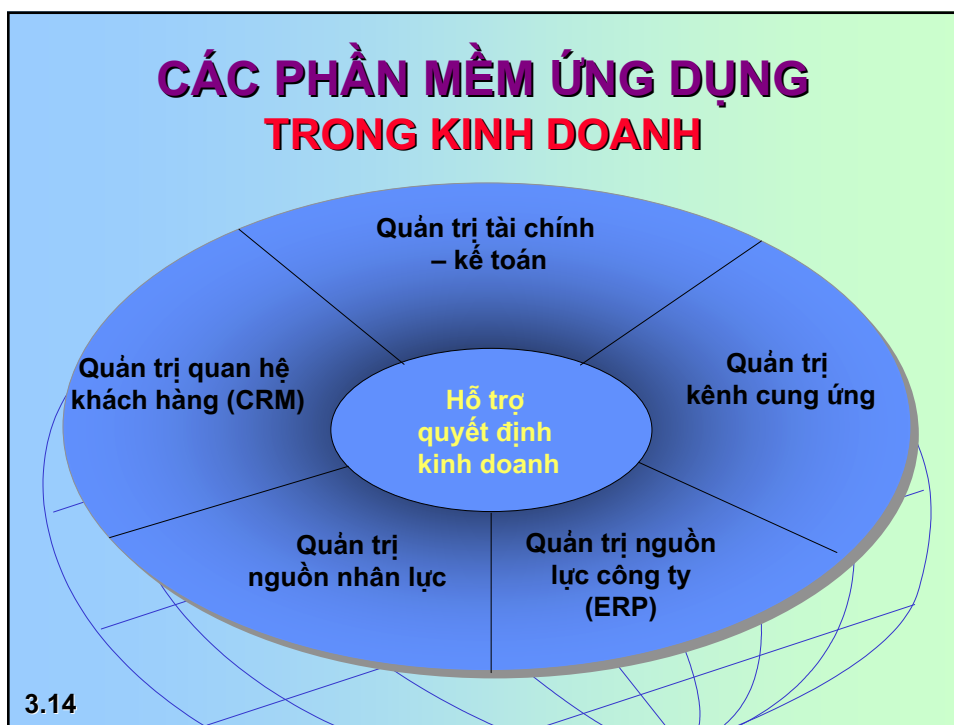 CÁC PHẦN MỀM ỨNG DỤNG
TRONG KINH DOANH
Quản trị tài chính
– kế toán
Quản trị quan hệ
khách hàng (CRM)
Quản trị
kênh cung ứng
Hỗ trợ
quyết định
kinh doanh
Quản trị
nguồn nhân lực
Quản trị nguồn
lực công ty
(ERP)
3.14